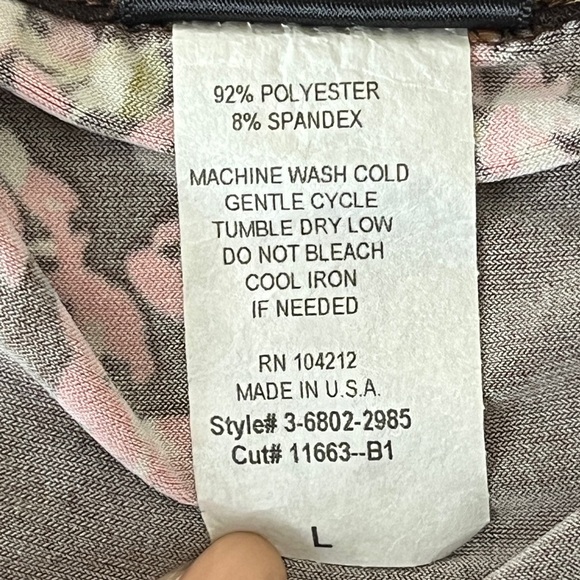 92% POLYESTER
8% SPANDEX
MACHINE WASH COLD
GENTLE CYCLE
TUMBLE DRY LOW
DO NOT BLEACH
COOL IRON
IF NEEDED
RN 104212
MADE IN U.S.A.
Style# 3-6802-2985
Cut# 11663--B1
L